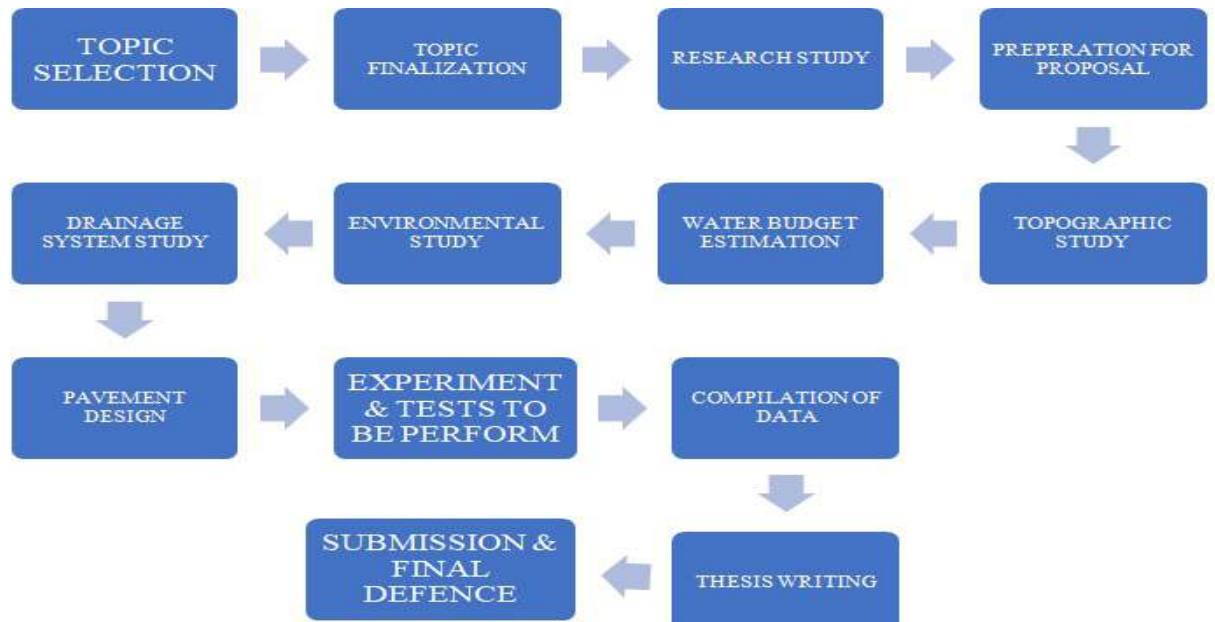 TOPIC
SELECTION
TOPIC
FINALIZATION
RESEARCH STUDY
PREPERATION FOR
PROPOSAL
TOPOGRAPHIC
STUDY
WATER BUDGET
ESTIMATION
ENVIRONMENTAL
STUDY
DRAINAGE
SYSTEM STUDY
PAVEMENT
DESIGN
EXPERIMENT
& TESTS TO
BE PERFORM
COMPILATION OF
DATA
THESIS WRITING
SUBMISSION &
FINAL
DEFENCE